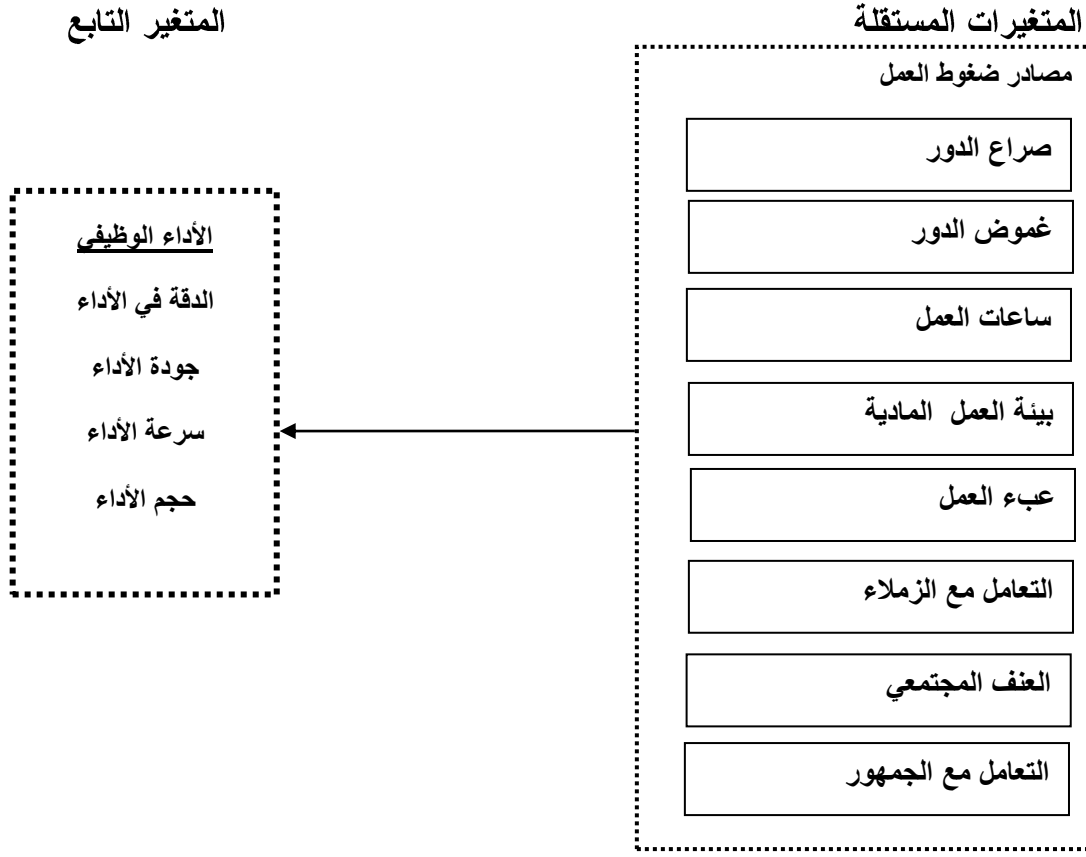 المتغيرات المستقلة
مصادر ضغوط العمل
صراع الدور
غموض الدور
ساعات العمل
بيئة العمل المادية
عبء العمل
التعامل مع الزملاء
العنف المجتمعي
التعامل مع الجمهور
المتغير التابع
الأداء الوظيفي
الدقة في الأداء
جودة الأداء
سرعة الأداء
حجم الأداء